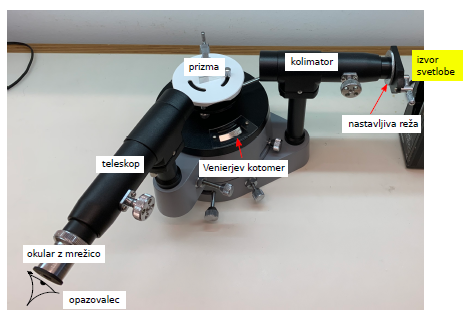 prizma
kolimator
izvor
svetlobe
nastavljiva reža
teleskop
Venierjev kotomer
okular z mrežico
opazovalec